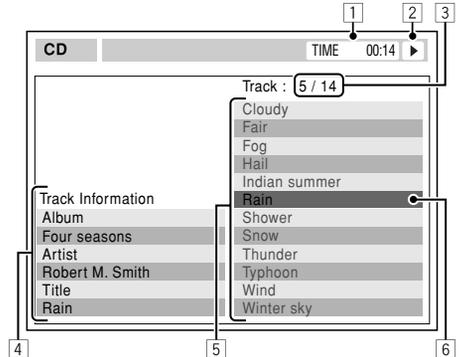 1 2 3
CD TIME 00:14
Track : 5 / 14
Cloudy
Fair
Fog
Hail
Indian summer
Track Information Rain
Album Shower
Four seasons Snow
Artist Thunder
Robert M. Smith Typhoon
Title Wind
Rain Winter sky
4 5 6